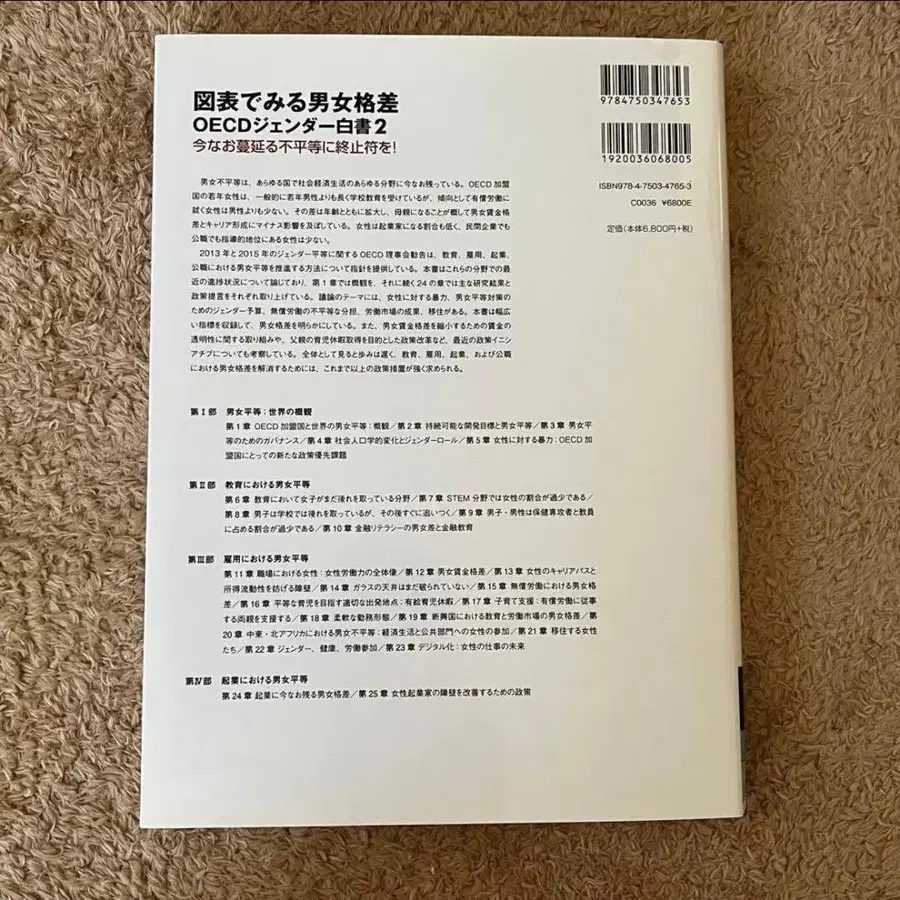 図表でみる男女格差
OECDジェンダー白書2
今なお蔓延る不平等に終止符を!
9784750347653
1920036068005
ISBN978-4-7503-4765-3
C0036 ¥6800E
定価(本体6,800円+税)
男女不平等は、あらゆる国で社会経済生活のあらゆる分野に今なお残っている。OECD加盟
国の若年女性は、一般的に若年男性よりも長く学校教育を受けているが、傾向として有償労働に
就く女性は男性よりも少ない。その差は年齢とともに拡大し、母親になることが概して男女賃金格
差とキャリア形成にマイナス影響を及ぼしている。女性は起業家になる割合も低く、民間企業でも
公職でも指導的地位にある女性は少ない。
2013年と2015年のジェンダー平等に関するOECD理事会勧告は、教育、雇用、起業、
公職における男女平等を推進する方法について指針を提供している。本書はこれらの分野での最
近の進捗状況について論じており、第1章では概観を、それに続く24の章では主な研究結果と
政策提言をそれぞれ取り上げている。議論のテーマには、女性に対する暴力、男女平等対策の
ためのジェンダー予算、無償労働の不平等な分担、労働市場の成果、移住がある。本書は幅広
い指標を収録して、男女格差を明らかにしている。また、男女賃金格差を縮小するための賃金の
透明性に関する取り組みや、父親の育児休暇取得を目的とした政策改革など、最近の政策イニシ
アチブについても考察している。全体として見ると歩みは遅く、教育、雇用、起業、および公職
における男女格差を解消するためには、これまで以上の政策措置が強く求められる。
第Ⅰ部 男女平等:世界の概観
第1章 OECD加盟国と世界の男女平等:概観/第2章 持続可能な開発目標と男女平等/第3章 男女平
等のためのガバナンス/第4章 社会人口学的変化とジェンダーロール/第5章 女性に対する暴力:OECD加
盟国にとっての新たな政策優先課題
第Ⅱ部 教育における男女平等
第6章 教育において女子がまだ後れを取っている分野/第7章 STEM分野では女性の割合が過少である/
第8章 男子は学校では後れを取っているが、その後すぐに追いつく/第9章 男子・男性は保健専攻者と教員
に占める割合が過少である/第10章 金融リテラシーの男女差と金融教育
第Ⅲ部 雇用における男女平等
第11章 職場における女性:女性労働力の全体像/第12章 男女賃金格差/第13章 女性のキャリアパスと
所得流動性を妨げる障壁/第14章 ガラスの天井はまだ破られていない/第15章 無償労働における男女格
差/第16章 平等な育児を目指す適切な出発地点:有給育児休暇/第17章 子育て支援:有償労働に従事
する両親を支援する/第18章 柔軟な勤務形態/第19章 新興国における教育と労働市場の男女格差/第
20章 中東・北アフリカにおける男女不平等:経済生活と公共部門への女性の参加/第21章 移住する女性
たち/第22章 ジェンダー、健康、労働参加/第23章 デジタル化:女性の仕事の未来
第Ⅳ部 起業における男女平等
第24章 起業に今なお残る男女格差/第25章 女性起業家の障壁を改善するための政策